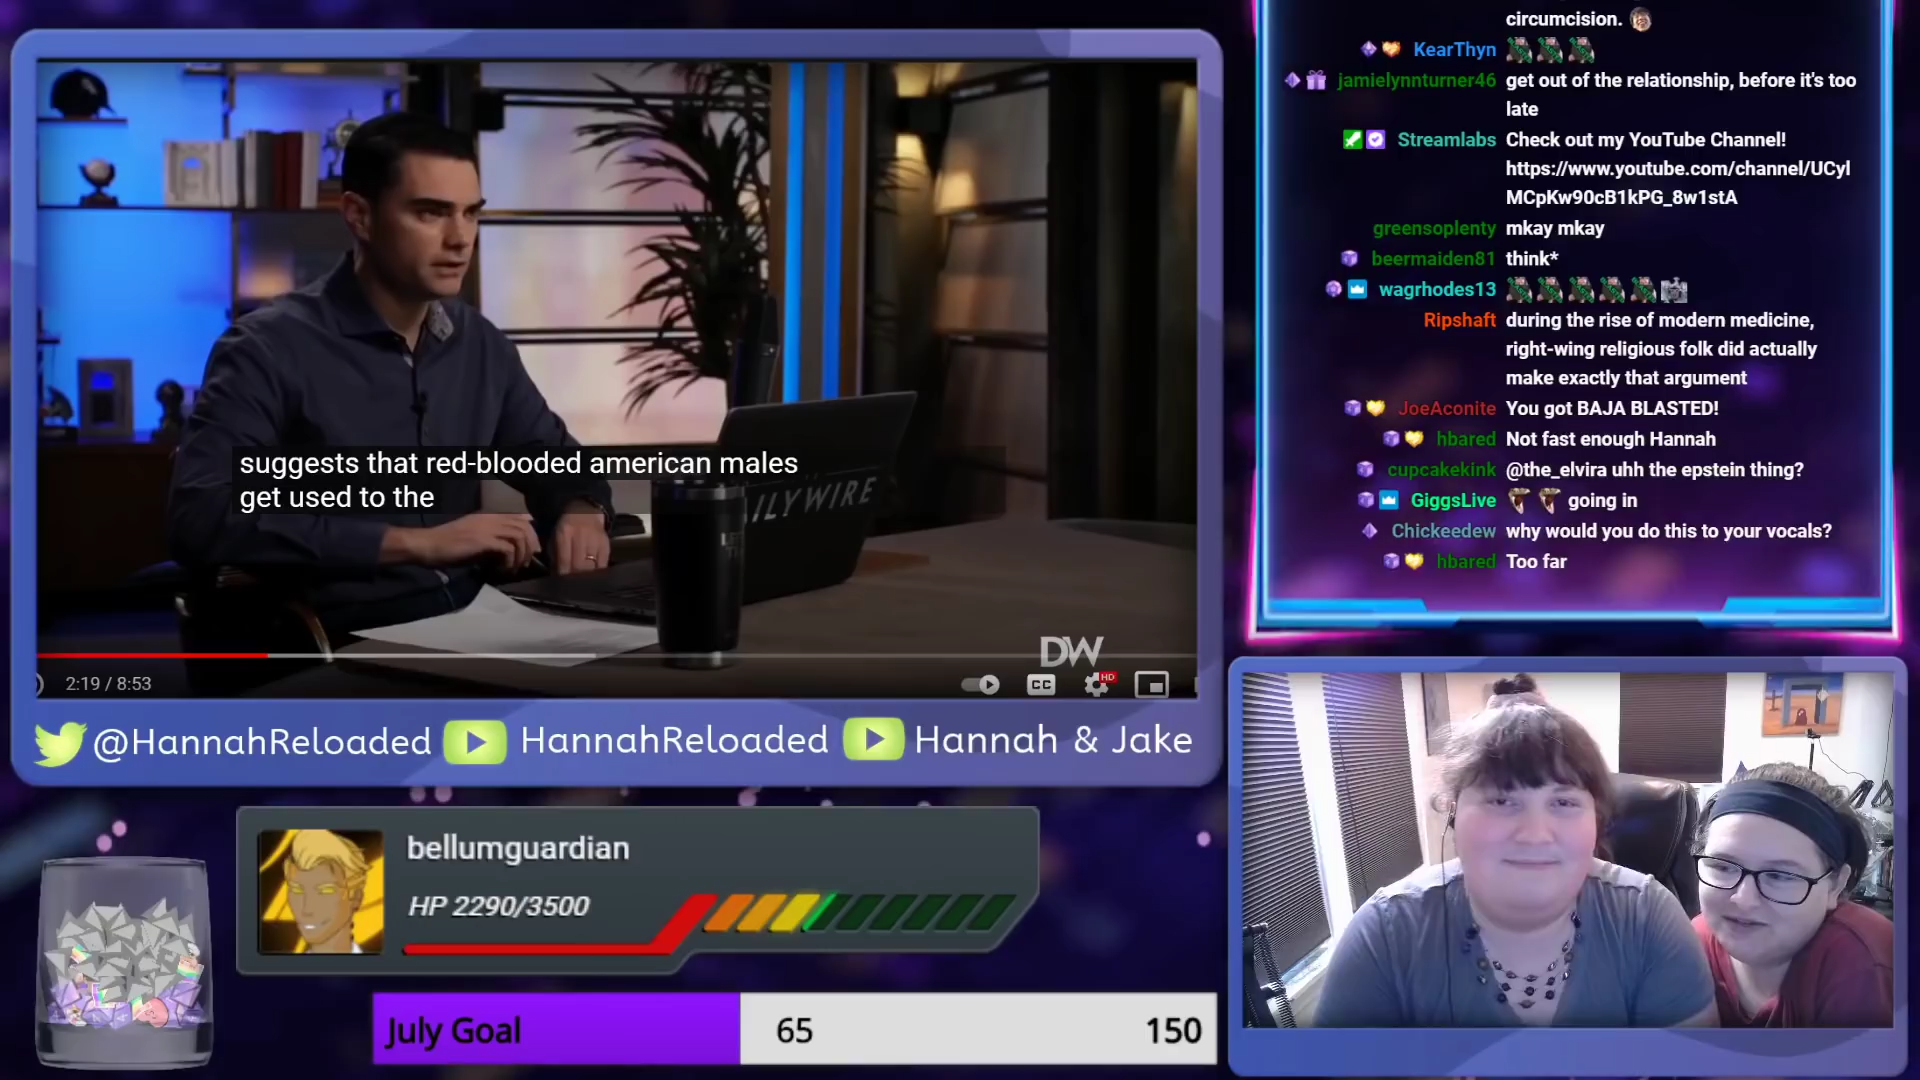 suggests that red-blooded american males
get used to the
ILYWIRE
DW
2:19 / 8:53
CC
HD
@HannahReloaded
HannahReloaded
Hannah & Jake
circumcision.
KearThyn
jamielynnturner46 get out of the relationship, before it's too
late
Streamlabs Check out my YouTube Channel!
https://www.youtube.com/channel/UCyl
MCpKw90cB1kPG_8w1stA
greensoplenty mkay mkay
beermaiden81 think*
wagrhodes13
Ripshaft during the rise of modern medicine,
right-wing religious folk did actually
make exactly that argument
JoeAconite You got BAJA BLASTED!
hbared Not fast enough Hannah
cupcakekink @the_elvira uhh the epstein thing?
GiggsLive going in
Chickeedew why would you do this to your vocals?
hbared Too far
bellumguardian
HP 2290/3500
July Goal 65 150